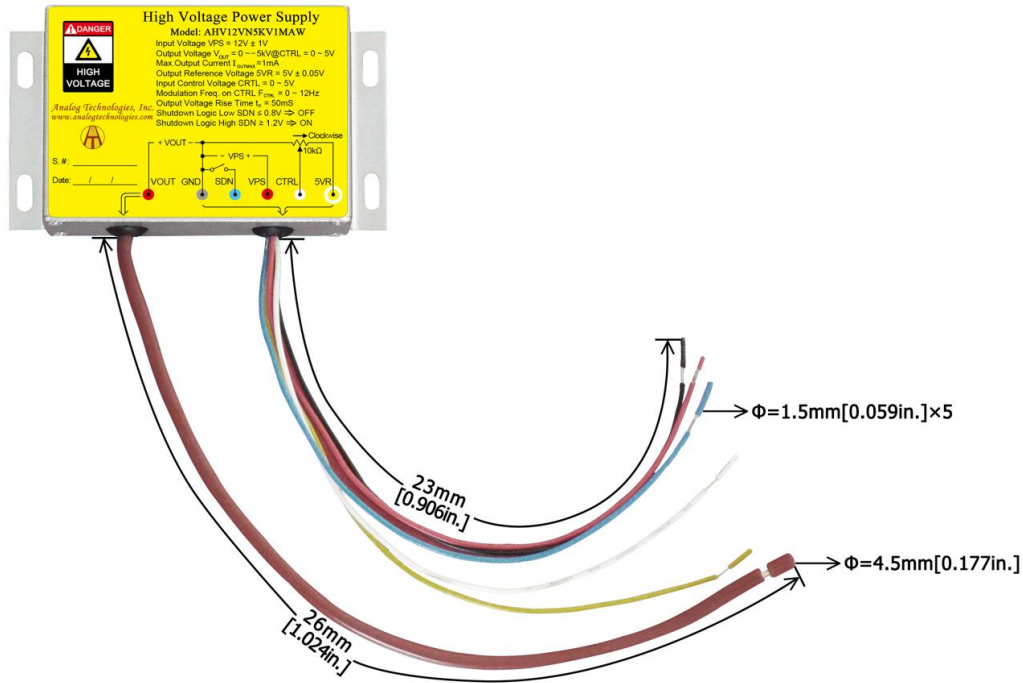 High Voltage Power Supply
DANGER
HIGH
VOLTAGE
Model: AHV12VN5KV1MAW
Input Voltage VPS = 12V ± 1V
Output Voltage VOUT = 0 ~ −5kV@CTRL = 0 ~ 5V
Max.Output Current IOUTMAX =1mA
Output Reference Voltage 5VR = 5V ± 0.05V
Input Control Voltage CRTL = 0 ~ 5V
Modulation Freq. on CTRL FCTRL = 0 ~ 12Hz
Output Voltage Rise Time tR = 50mS
Shutdown Logic Low SDN ≤ 0.8V ⇒ OFF
Shutdown Logic High SDN ≥ 1.2V ⇒ ON
Analog Technologies, Inc.
www.analogtechnologies.com
AT
S. #:
Date: / /
Clockwise
+ VOUT −
10kΩ
− VPS +
VOUT GND SDN VPS CTRL 5VR
Φ=1.5mm[0.059in.]×5
23mm
[0.906in.]
Φ=4.5mm[0.177in.]
26mm
[1.024in.]